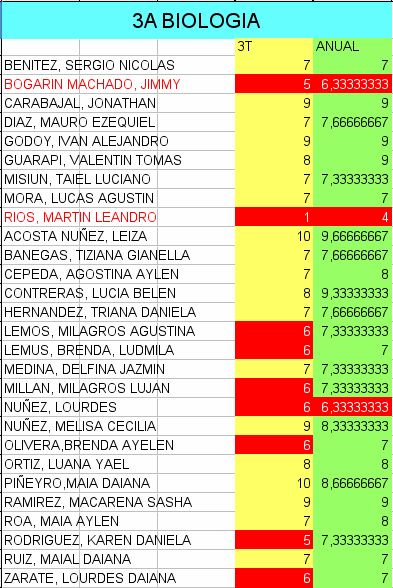 3A BIOLOGIA
3T ANUAL
BENITEZ, SERGIO NICOLAS 7 7
BOGARIN MACHADO, JIMMY 5 6,33333333
CARABAJAL, JONATHAN 9 9
DIAZ, MAURO EZEQUIEL 7 7,66666667
GODOY, IVAN ALEJANDRO 9 9
GUARAPI, VALENTIN TOMAS 8 9
MISIUN, TAIEL LUCIANO 7 7,33333333
MORA, LUCAS AGUSTIN 7 7
RIOS, MARTIN LEANDRO 1 4
ACOSTA NUÑEZ, LEIZA 10 9,66666667
BANEGAS, TIZIANA GIANELLA 7 7,66666667
CEPEDA, AGOSTINA AYLEN 7 8
CONTRERAS, LUCIA BELEN 8 9,33333333
HERNANDEZ, TRIANA DANIELA 7 7,66666667
LEMOS, MILAGROS AGUSTINA 6 7,33333333
LEMUS, BRENDA, LUDMILA 6 7
MEDINA, DELFINA JAZMIN 7 7,33333333
MILLAN, MILAGROS LUJAN 6 7,33333333
NUÑEZ, LOURDES 6 6,33333333
NUÑEZ, MELISA CECILIA 9 8,33333333
OLIVERA,BRENDA AYELEN 6 7
ORTIZ, LUANA YAEL 8 8
PIÑEYRO,MAIA DAIANA 10 8,66666667
RAMIREZ, MACARENA SASHA 9 9
ROA, MAIA AYLEN 7 8
RODRIGUEZ, KAREN DANIELA 5 7,33333333
RUIZ, MAIAL DAIANA 7 7
ZARATE, LOURDES DAIANA 6 7